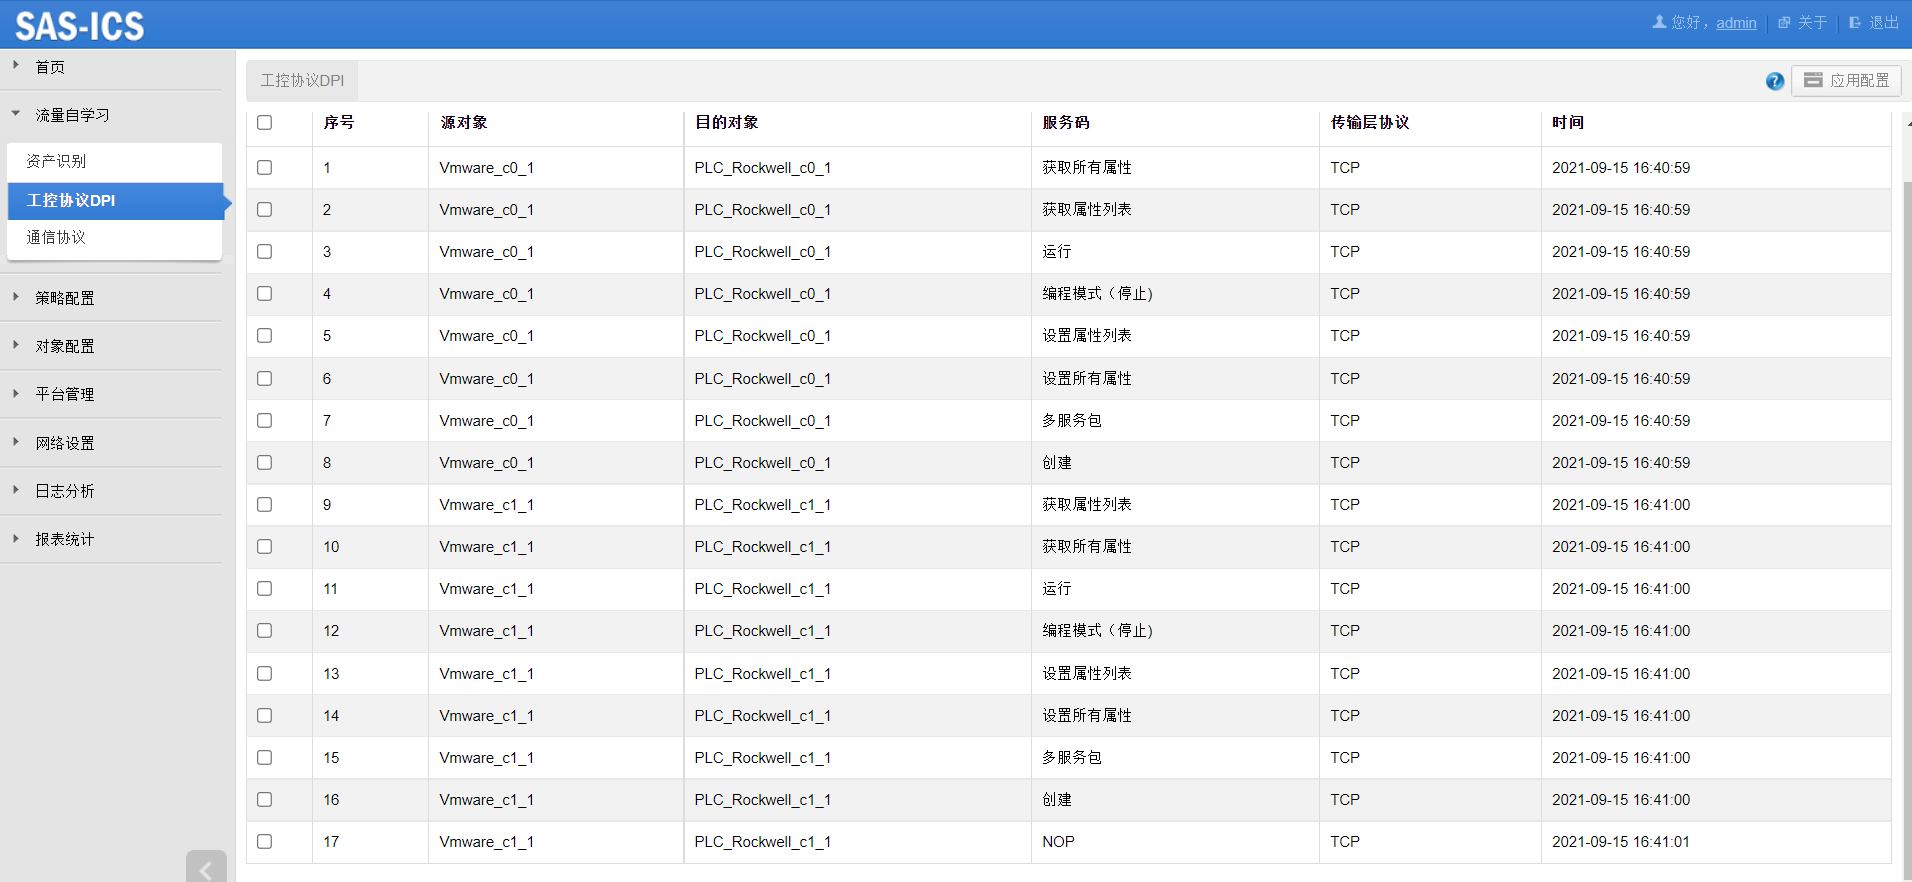 SAS-ICS
您好，admin 关于 退出
首页
流量自学习
资产识别
工控协议DPI
通信协议
策略配置
对象配置
平台管理
网络设置
日志分析
报表统计
工控协议DPI
应用配置
序号 源对象 目的对象 服务码 传输层协议 时间
1 Vmware_c0_1 PLC_Rockwell_c0_1 获取所有属性 TCP 2021-09-15 16:40:59
2 Vmware_c0_1 PLC_Rockwell_c0_1 获取属性列表 TCP 2021-09-15 16:40:59
3 Vmware_c0_1 PLC_Rockwell_c0_1 运行 TCP 2021-09-15 16:40:59
4 Vmware_c0_1 PLC_Rockwell_c0_1 编程模式（停止) TCP 2021-09-15 16:40:59
5 Vmware_c0_1 PLC_Rockwell_c0_1 设置属性列表 TCP 2021-09-15 16:40:59
6 Vmware_c0_1 PLC_Rockwell_c0_1 设置所有属性 TCP 2021-09-15 16:40:59
7 Vmware_c0_1 PLC_Rockwell_c0_1 多服务包 TCP 2021-09-15 16:40:59
8 Vmware_c0_1 PLC_Rockwell_c0_1 创建 TCP 2021-09-15 16:40:59
9 Vmware_c1_1 PLC_Rockwell_c1_1 获取属性列表 TCP 2021-09-15 16:41:00
10 Vmware_c1_1 PLC_Rockwell_c1_1 获取所有属性 TCP 2021-09-15 16:41:00
11 Vmware_c1_1 PLC_Rockwell_c1_1 运行 TCP 2021-09-15 16:41:00
12 Vmware_c1_1 PLC_Rockwell_c1_1 编程模式（停止) TCP 2021-09-15 16:41:00
13 Vmware_c1_1 PLC_Rockwell_c1_1 设置属性列表 TCP 2021-09-15 16:41:00
14 Vmware_c1_1 PLC_Rockwell_c1_1 设置所有属性 TCP 2021-09-15 16:41:00
15 Vmware_c1_1 PLC_Rockwell_c1_1 多服务包 TCP 2021-09-15 16:41:00
16 Vmware_c1_1 PLC_Rockwell_c1_1 创建 TCP 2021-09-15 16:41:00
17 Vmware_c1_1 PLC_Rockwell_c1_1 NOP TCP 2021-09-15 16:41:01